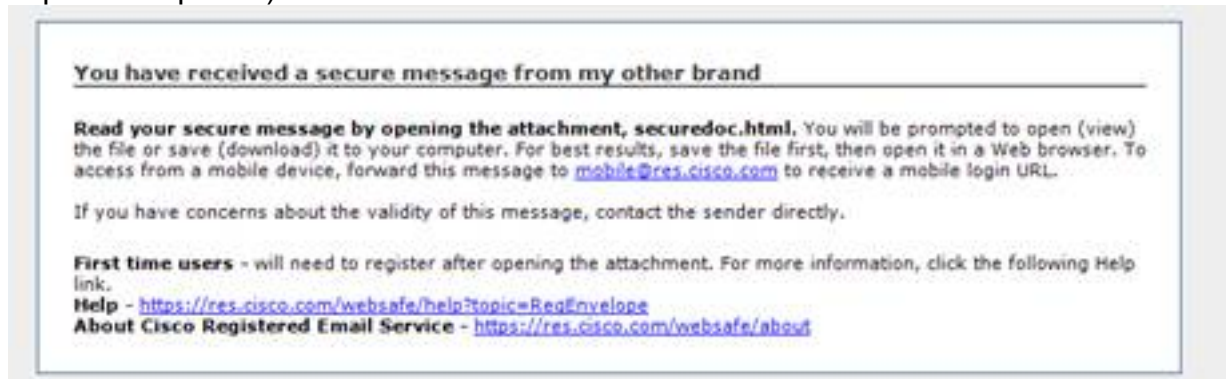 You have received a secure message from my other brand
Read your secure message by opening the attachment, securedoc.html. You will be prompted to open (view)
the file or save (download) it to your computer. For best results, save the file first, then open it in a Web browser. To
access from a mobile device, forward this message to mobile@res.cisco.com to receive a mobile login URL.
If you have concerns about the validity of this message, contact the sender directly.
First time users - will need to register after opening the attachment. For more information, click the following Help
link.
Help - https://res.cisco.com/websafe/help?topic=RegEnvelope
About Cisco Registered Email Service - https://res.cisco.com/websafe/about